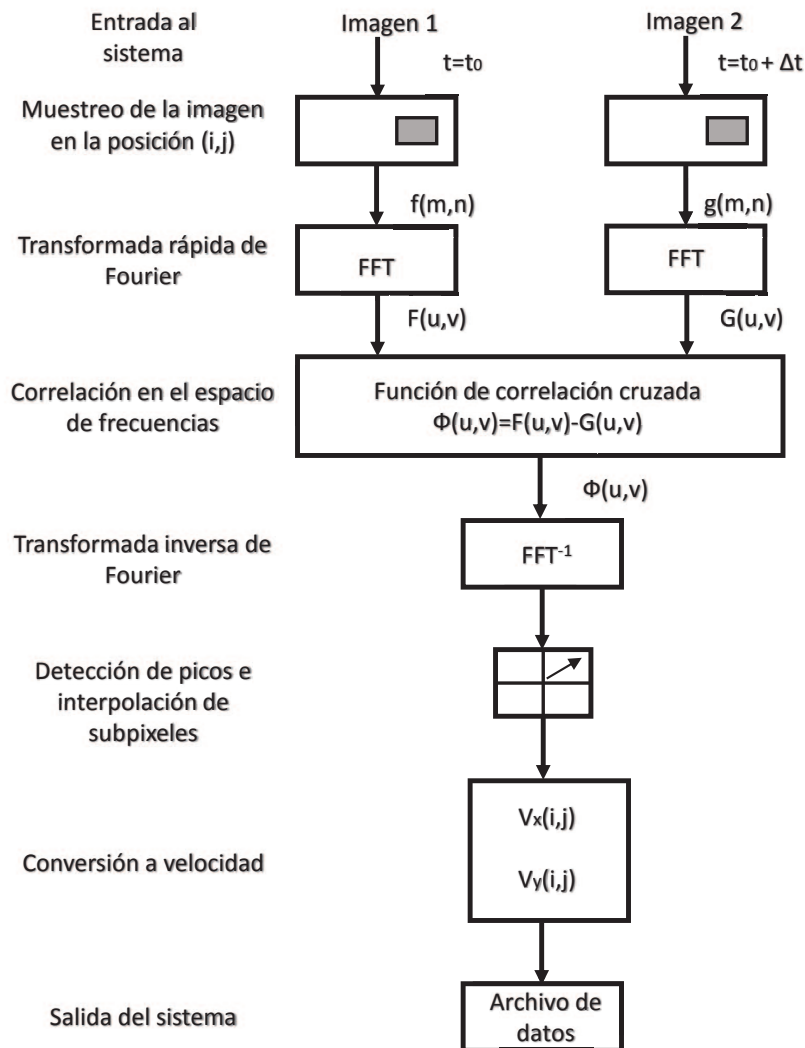 Entrada al
sistema
Imagen 1
Imagen 2
t=t0
t=t0 + Δt
Muestreo de la imagen
en la posición (i,j)
f(m,n)
g(m,n)
Transformada rápida de
Fourier
FFT
FFT
F(u,v)
G(u,v)
Correlación en el espacio
de frecuencias
Función de correlación cruzada
Φ(u,v)=F(u,v)-G(u,v)
Φ(u,v)
Transformada inversa de
Fourier
FFT-1
Detección de picos e
interpolación de
subpixeles
Conversión a velocidad
Vx(i,j)
Vy(i,j)
Salida del sistema
Archivo de
datos